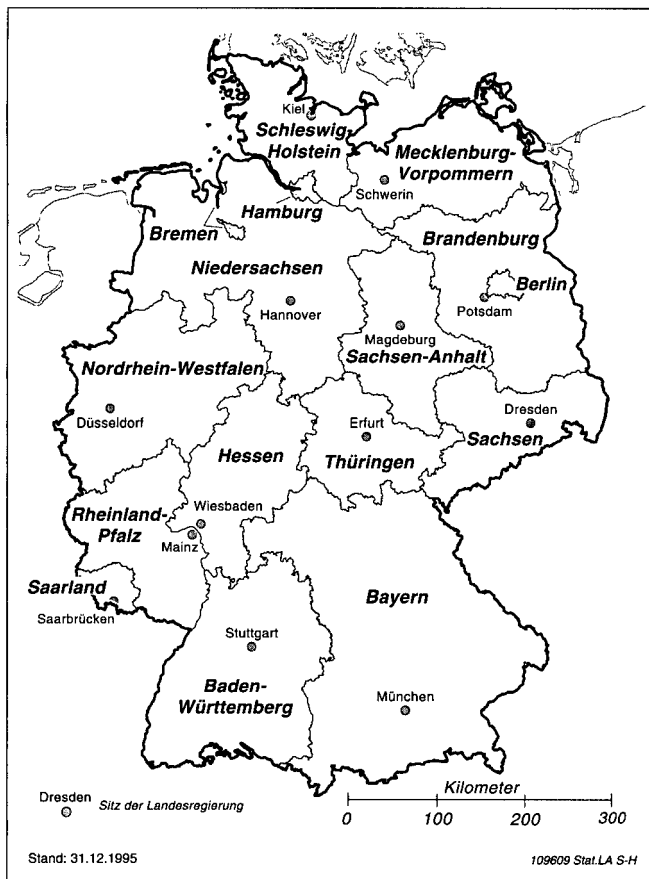 Kiel
Schleswig-
Holstein
Mecklenburg-
Vorpommern
Schwerin
Hamburg
Bremen
Brandenburg
Niedersachsen
Berlin
Hannover
Potsdam
Magdeburg
Sachsen-Anhalt
Nordrhein-Westfalen
Düsseldorf
Dresden
Erfurt
Sachsen
Hessen
Thüringen
Rheinland-
Pfalz
Wiesbaden
Mainz
Saarland
Saarbrücken
Bayern
Stuttgart
Baden-
Württemberg
München
Kilometer
0 100 200 300
Dresden
Sitz der Landesregierung
Stand: 31.12.1995
109609 Stat.LA S-H